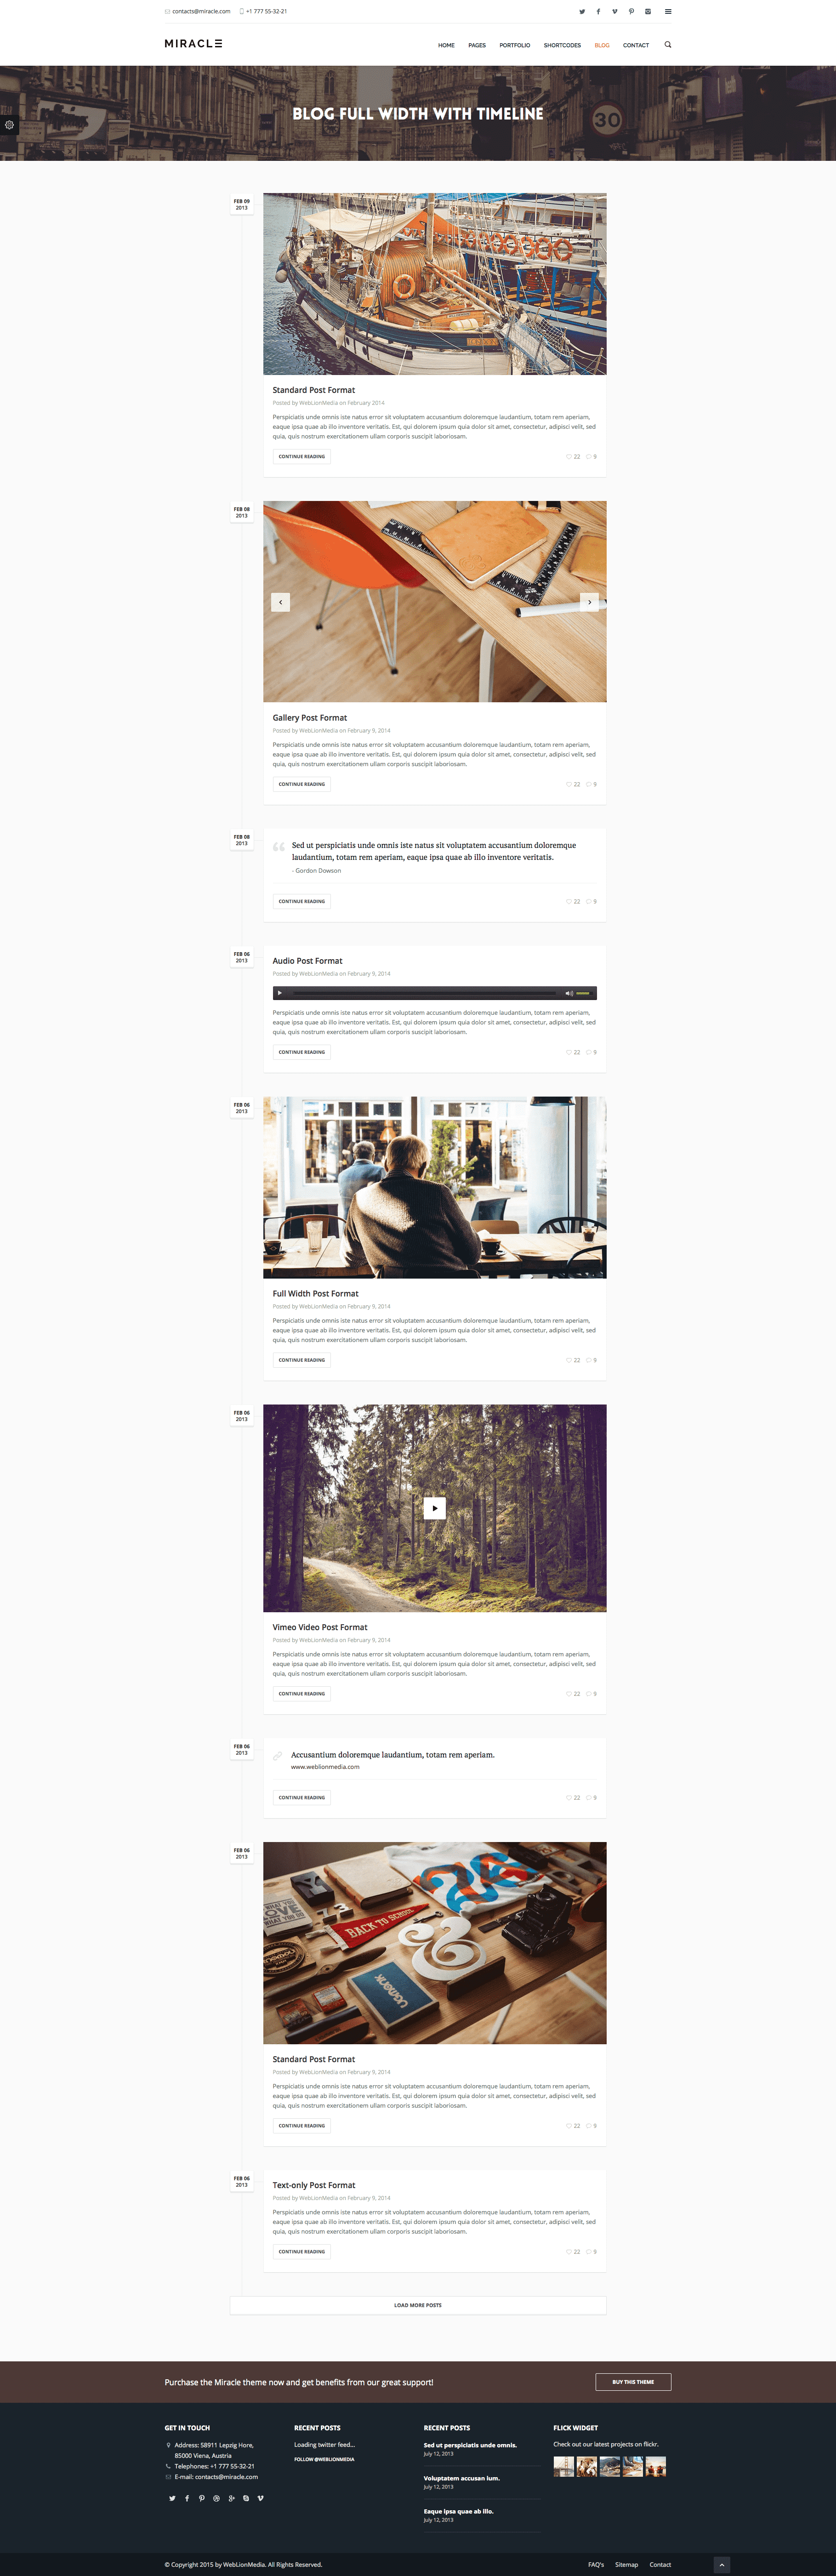 contacts@miracle.com +1 777 55-32-21
MIRACLE
HOME PAGES PORTFOLIO SHORTCODES BLOG CONTACT
30
BLOG FULL WIDTH WITH TIMELINE
FEB 09
2013
Standard Post Format
Posted by WebLionMedia on February 2014
Perspiciatis unde omnis iste natus error sit voluptatem accusantium doloremque laudantium, totam rem aperiam,
eaque ipsa quae ab illo inventore veritatis. Est, qui dolorem ipsum quia dolor sit amet, consectetur, adipisci velit, sed
quia, quis nostrum exercitationem ullam corporis suscipit laboriosam.
CONTINUE READING 22 9
FEB 08
2013
Gallery Post Format
Posted by WebLionMedia on February 9, 2014
Perspiciatis unde omnis iste natus error sit voluptatem accusantium doloremque laudantium, totam rem aperiam,
eaque ipsa quae ab illo inventore veritatis. Est, qui dolorem ipsum quia dolor sit amet, consectetur, adipisci velit, sed
quia, quis nostrum exercitationem ullam corporis suscipit laboriosam.
CONTINUE READING 22 9
FEB 08
2013
Sed ut perspiciatis unde omnis iste natus sit voluptatem accusantium doloremque
laudantium, totam rem aperiam, eaque ipsa quae ab illo inventore veritatis.
- Gordon Dowson
CONTINUE READING 22 9
FEB 06
2013
Audio Post Format
Posted by WebLionMedia on February 9, 2014
Perspiciatis unde omnis iste natus error sit voluptatem accusantium doloremque laudantium, totam rem aperiam,
eaque ipsa quae ab illo inventore veritatis. Est, qui dolorem ipsum quia dolor sit amet, consectetur, adipisci velit, sed
quia, quis nostrum exercitationem ullam corporis suscipit laboriosam.
CONTINUE READING 22 9
FEB 06
2013
7 4
Full Width Post Format
Posted by WebLionMedia on February 9, 2014
Perspiciatis unde omnis iste natus error sit voluptatem accusantium doloremque laudantium, totam rem aperiam,
eaque ipsa quae ab illo inventore veritatis. Est, qui dolorem ipsum quia dolor sit amet, consectetur, adipisci velit, sed
quia, quis nostrum exercitationem ullam corporis suscipit laboriosam.
CONTINUE READING 22 9
FEB 06
2013
Vimeo Video Post Format
Posted by WebLionMedia on February 9, 2014
Perspiciatis unde omnis iste natus error sit voluptatem accusantium doloremque laudantium, totam rem aperiam,
eaque ipsa quae ab illo inventore veritatis. Est, qui dolorem ipsum quia dolor sit amet, consectetur, adipisci velit, sed
quia, quis nostrum exercitationem ullam corporis suscipit laboriosam.
CONTINUE READING 22 9
FEB 06
2013
Accusantium doloremque laudantium, totam rem aperiam.
www.weblionmedia.com
CONTINUE READING 22 9
FEB 06
2013
BACK TO SCHOOL
UGMONK
Standard Post Format
Posted by WebLionMedia on February 9, 2014
Perspiciatis unde omnis iste natus error sit voluptatem accusantium doloremque laudantium, totam rem aperiam,
eaque ipsa quae ab illo inventore veritatis. Est, qui dolorem ipsum quia dolor sit amet, consectetur, adipisci velit, sed
quia, quis nostrum exercitationem ullam corporis suscipit laboriosam.
CONTINUE READING 22 9
FEB 06
2013
Text-only Post Format
Posted by WebLionMedia on February 9, 2014
Perspiciatis unde omnis iste natus error sit voluptatem accusantium doloremque laudantium, totam rem aperiam,
eaque ipsa quae ab illo inventore veritatis. Est, qui dolorem ipsum quia dolor sit amet, consectetur, adipisci velit, sed
quia, quis nostrum exercitationem ullam corporis suscipit laboriosam.
CONTINUE READING 22 9
LOAD MORE POSTS
Purchase the Miracle theme now and get benefits from our great support! BUY THIS THEME
GET IN TOUCH
Address: 58911 Lepzig Hore,
85000 Viena, Austria
Telephones: +1 777 55-32-21
E-mail: contacts@miracle.com
RECENT POSTS
Loading twitter feed...
FOLLOW @WEBLIONMEDIA
RECENT POSTS
Sed ut perspiciatis unde omnis.
July 12, 2013
Voluptatem accusan lum.
July 12, 2013
Eaque ipsa quae ab illo.
July 12, 2013
FLICK WIDGET
Check out our latest projects on flickr.
© Copyright 2015 by WebLionMedia. All Rights Reserved. FAQ's Sitemap Contact